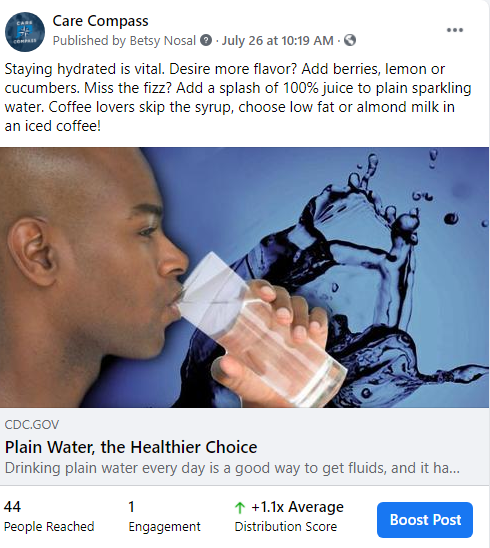 CARE
COMPASS
Care Compass
Published by Betsy Nosal ? · July 26 at 10:19 AM ·
Staying hydrated is vital. Desire more flavor? Add berries, lemon or
cucumbers. Miss the fizz? Add a splash of 100% juice to plain sparkling
water. Coffee lovers skip the syrup, choose low fat or almond milk in
an iced coffee!
CDC.GOV
Plain Water, the Healthier Choice
Drinking plain water every day is a good way to get fluids, and it ha...
44
People Reached
1
Engagement
+1.1x Average
Distribution Score
Boost Post